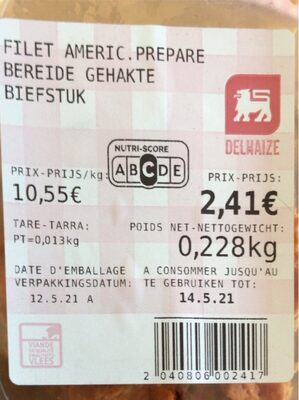 FILET AMERIC.PREPARE
BEREIDE GEHAKTE
BIEFSTUK
DELHAIZE
NUTRI-SCORE
A B C D E
PRIX-PRIJS/kg:
10,55€
PRIX-PRIJS:
2,41€
TARE-TARRA:
PT=0,013kg
POIDS NET-NETTOGEWICHT:
0,228kg
DATE D'EMBALLAGE
VERPAKKINGSDATUM:
12.5.21 A
A CONSOMMER JUSQU'AU
TE GEBRUIKEN TOT:
14.5.21
VIANDE
VLEES
2 040806 002417